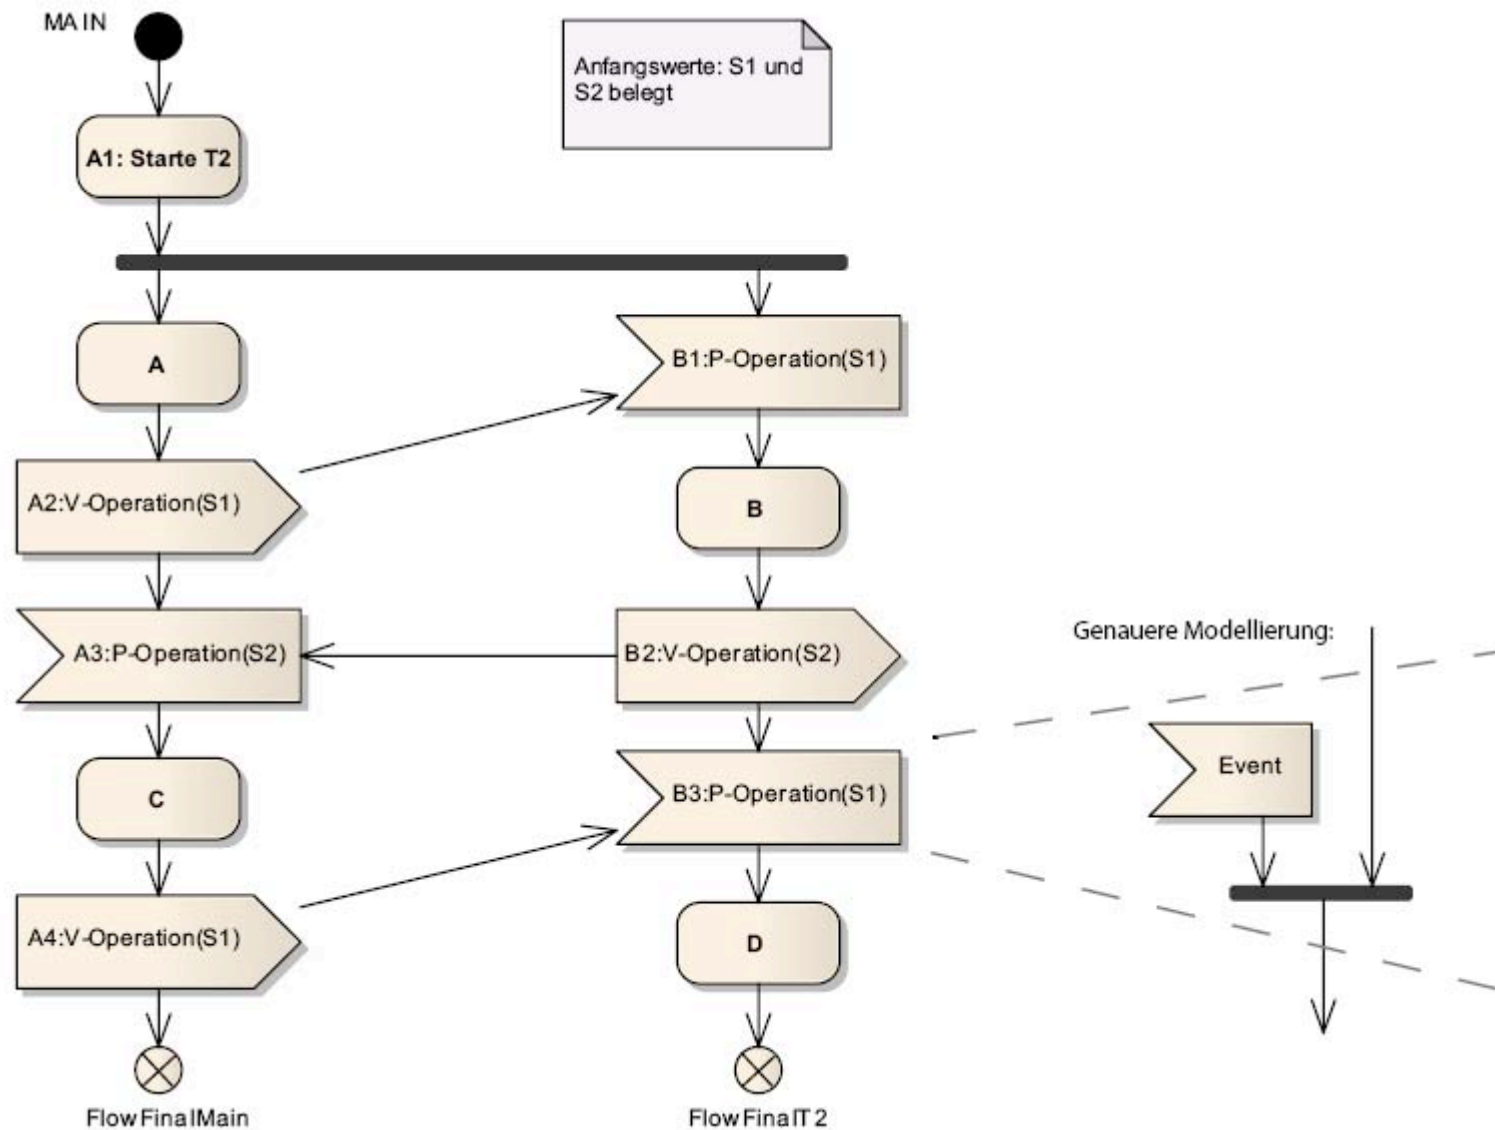 MAIN
Anfangswerte: S1 und
S2 belegt
A1: Starte T2
A
B1:P-Operation(S1)
A2:V-Operation(S1)
B
A3:P-Operation(S2)
B2:V-Operation(S2)
Genauere Modellierung:
Event
C
B3:P-Operation(S1)
A4:V-Operation(S1)
D
FlowFinalMain
FlowFinalT2